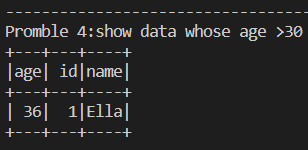 ------------------------------------
Promble 4:show data whose age >30
+---+---+----+
|age| id|name|
+---+---+----+
| 36|  1|Ella|
+---+---+----+